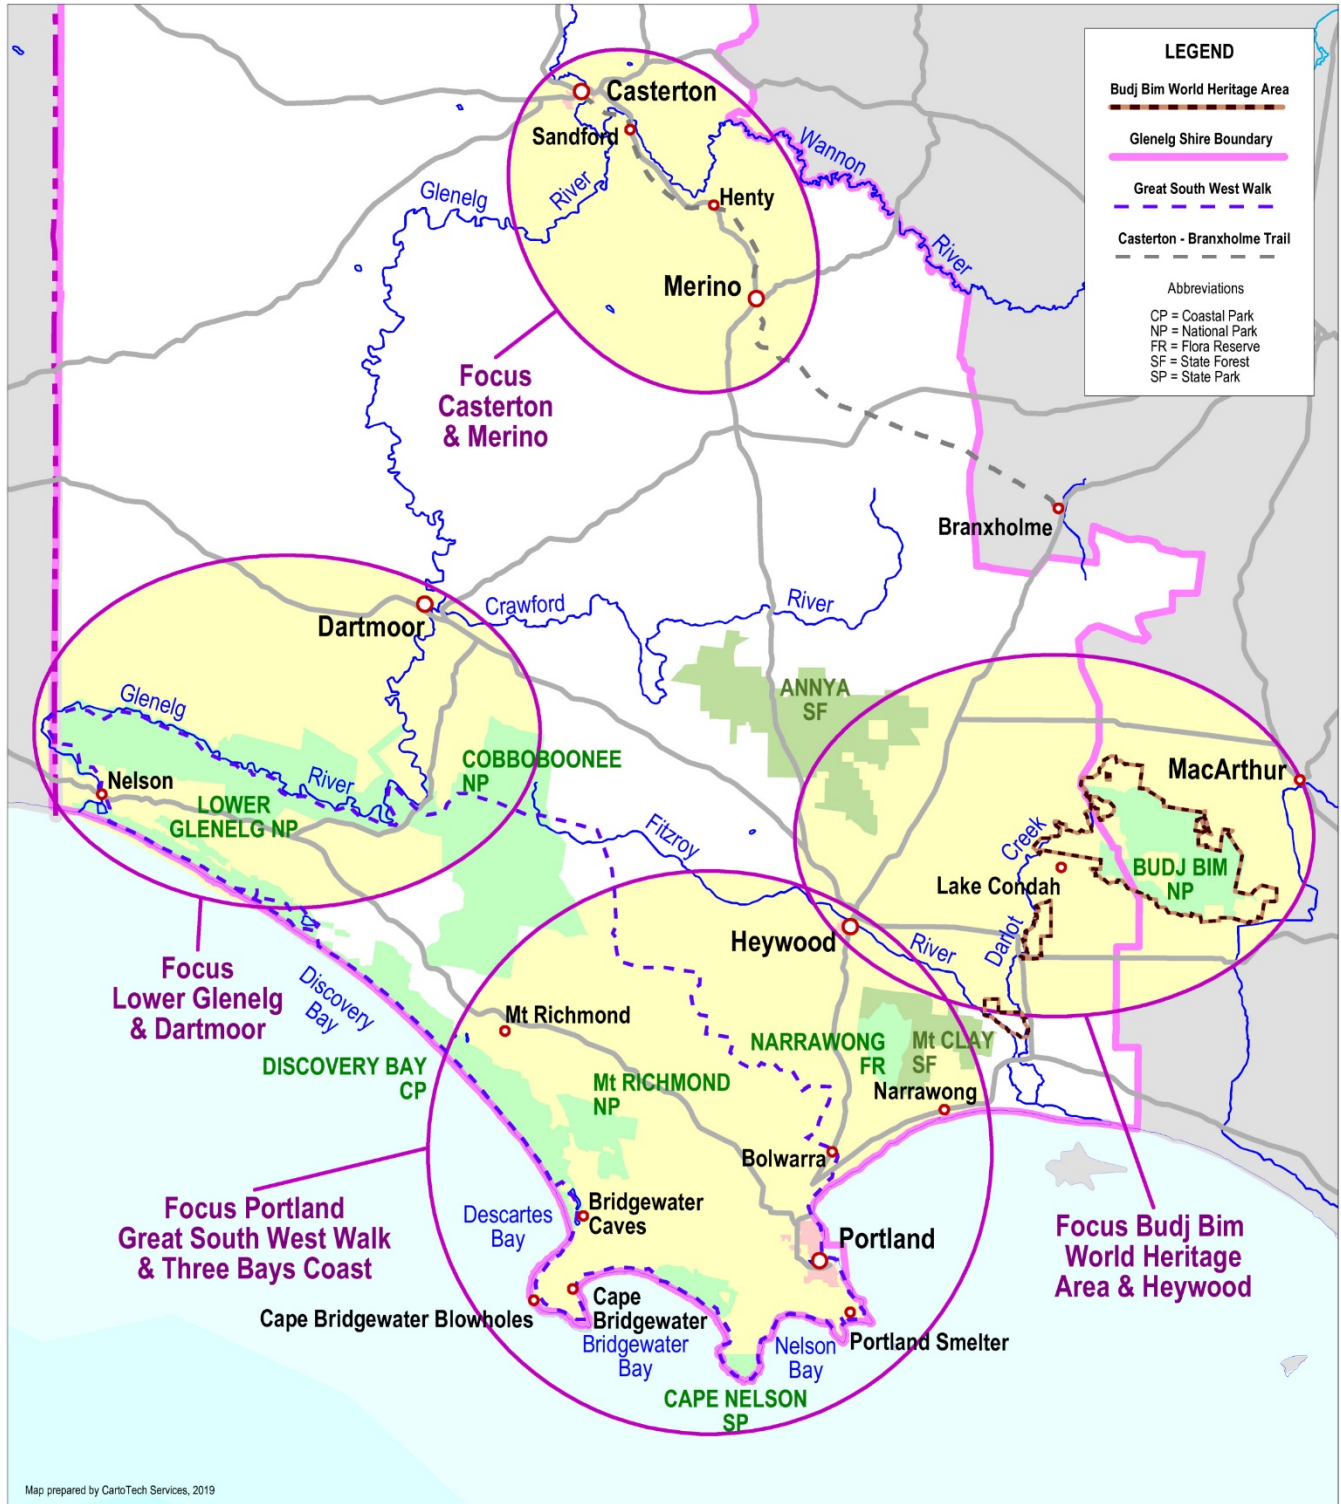 LEGEND
Budj Bim World Heritage Area
Glenelg Shire Boundary
Great South West Walk
Casterton - Branxholme Trail
Abbreviations
CP = Coastal Park
NP = National Park
FR = Flora Reserve
SF = State Forest
SP = State Park
Casterton
Sandford
Wannon
River
Glenelg
River
Henty
Merino
Focus
Casterton
& Merino
Branxholme
Dartmoor
Crawford
River
ANNYA
SF
Glenelg
River
Nelson
LOWER
GLENELG NP
COBBOBOONEE
NP
MacArthur
Fitzroy
River
Creek
Darlot
Lake Condah
BUDJ BIM
NP
Heywood
Focus
Lower Glenelg
& Dartmoor
Discovery
Bay
Mt Richmond
NARRAWONG
FR
Mt CLAY
SF
DISCOVERY BAY
CP
Mt RICHMOND
NP
Narrawong
Bolwarra
Focus Portland
Great South West Walk
& Three Bays Coast
Descartes
Bay
Bridgewater
Caves
Portland
Focus Budj Bim
World Heritage
Area & Heywood
Cape Bridgewater Blowholes
Cape
Bridgewater
Bridgewater
Bay
Nelson
Bay
Portland Smelter
CAPE NELSON
SP
Map prepared by CartoTech Services, 2019